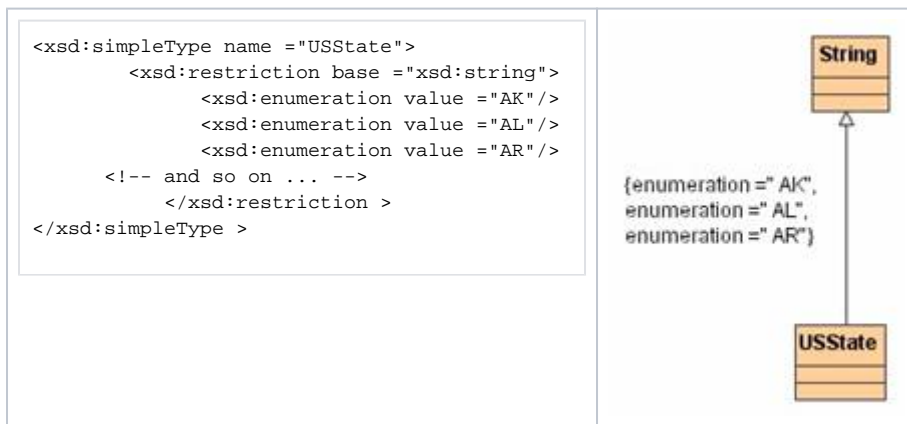 <xsd:simpleType name ="USState">
<xsd:restriction base ="xsd:string">
<xsd:enumeration value ="AK"/>
<xsd:enumeration value ="AL"/>
<xsd:enumeration value ="AR"/>
<!-- and so on ... -->
</xsd:restriction >
</xsd:simpleType >
String
{enumeration =" AK",
enumeration =" AL",
enumeration =" AR"}
USState